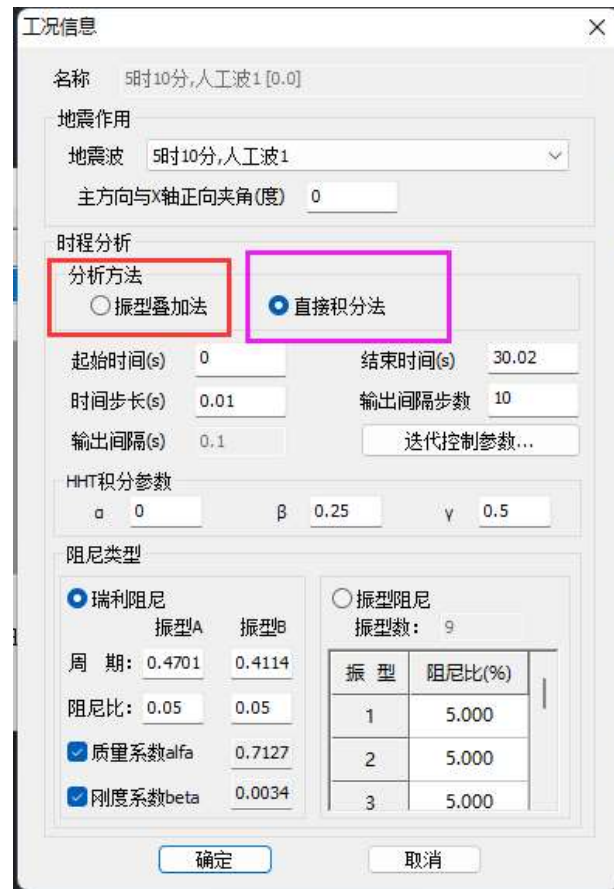 工况信息
名称 5时10分,人工波1 [0.0]
地震作用
地震波 5时10分,人工波1
主方向与X轴正向夹角(度) 0
时程分析
分析方法
振型叠加法 直接积分法
起始时间(s) 0 结束时间(s) 30.02
时间步长(s) 0.01 输出间隔步数 10
输出间隔(s) 0.1 迭代控制参数...
HHT积分参数
α 0 β 0.25 γ 0.5
阻尼类型
瑞利阻尼 振型阻尼
振型A 振型B 振型数: 9
周 期: 0.4701 0.4114 振 型 阻尼比(%)
阻尼比: 0.05 0.05 1 5.000
质量系数alfa 0.7127 2 5.000
刚度系数beta 0.0034 3 5.000
确定 取消